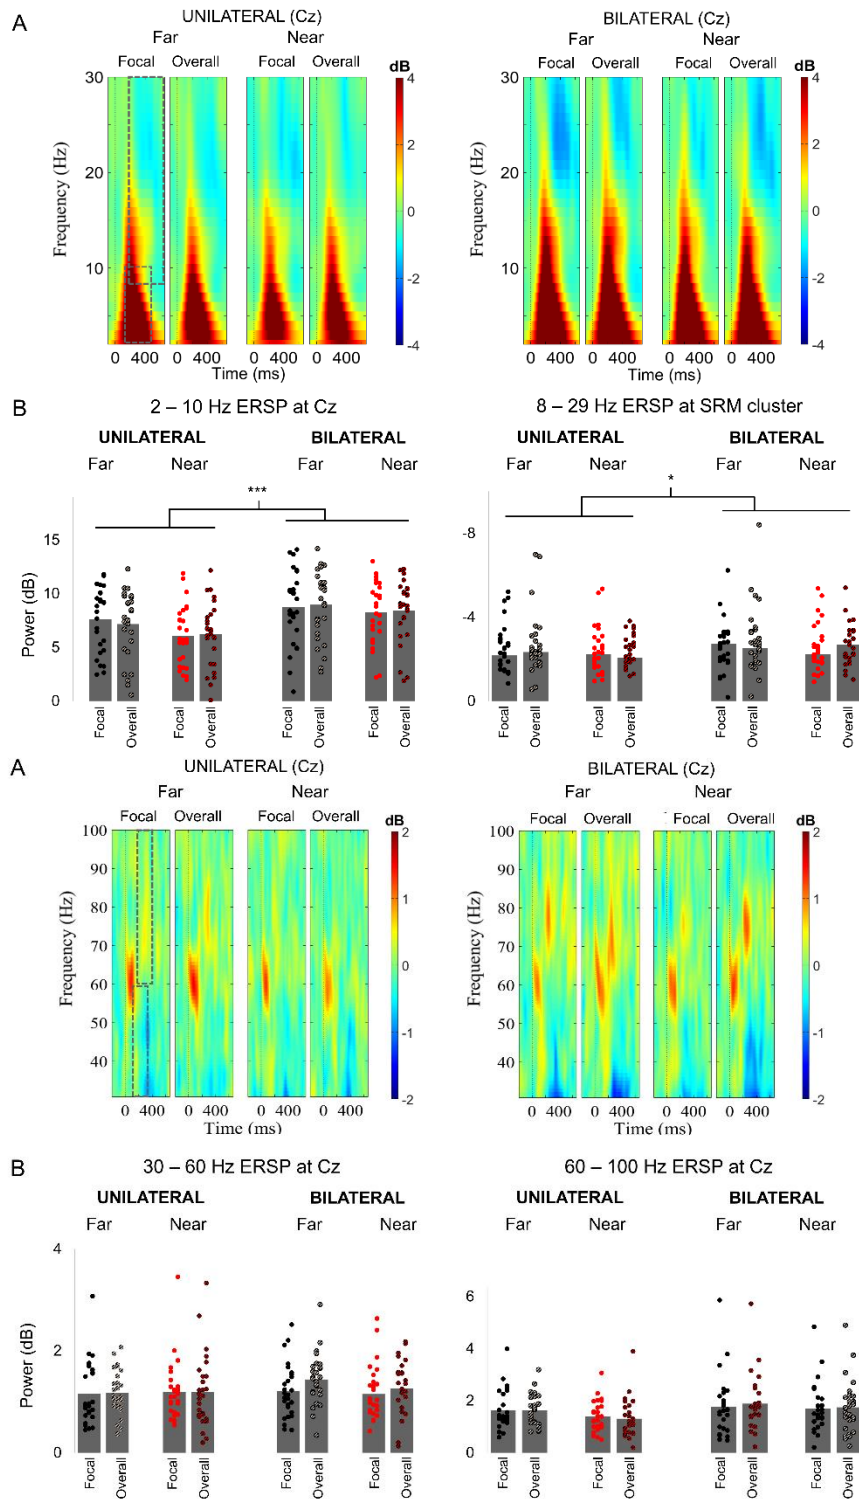 A
UNILATERAL (Cz)
BILATERAL (Cz)
Far Near
Far Near
Focal Overall Focal Overall dB
Focal Overall Focal Overall dB
30
20
10
Frequency (Hz)
4
2
0
-2
-4
0 400 0 400 0 400 0 400
Time (ms)
30
20
10
Frequency (Hz)
4
2
0
-2
-4
0 400 0 400 0 400 0 400
Time (ms)
B
2 – 10 Hz ERSP at Cz
UNILATERAL BILATERAL
Far Near Far Near
***
15
10
5
0
Power (dB)
Focal Overall Focal Overall Focal Overall Focal Overall
8 – 29 Hz ERSP at SRM cluster
UNILATERAL BILATERAL
Far Near Far Near
*
-8
-4
0
Focal Overall Focal Overall Focal Overall Focal Overall
A
UNILATERAL (Cz)
BILATERAL (Cz)
Far Near
Far Near
Focal Overall Focal Overall dB
Focal Overall Focal Overall dB
100
90
80
70
60
50
40
Frequency (Hz)
2
1
0
-1
-2
0 400 0 400 0 400 0 400
Time (ms)
100
90
80
70
60
50
40
Frequency (Hz)
2
1
0
-1
-2
0 400 0 400 0 400 0 400
Time (ms)
B
30 – 60 Hz ERSP at Cz
UNILATERAL BILATERAL
Far Near Far Near
4
2
0
Power (dB)
Focal Overall Focal Overall Focal Overall Focal Overall
60 – 100 Hz ERSP at Cz
UNILATERAL BILATERAL
Far Near Far Near
6
4
2
0
Focal Overall Focal Overall Focal Overall Focal Overall